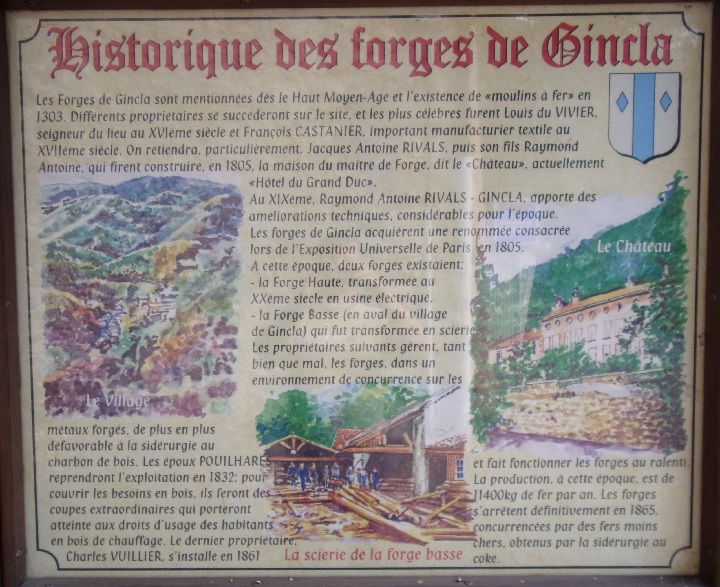 Historique des forges de Gincla
Les Forges de Gincla sont mentionnées dès le Haut Moyen-Age et l'existence de «moulins à fer» en
1303. Différents propriétaires se succèderont sur le site, et les plus célèbres furent Louis du VIVIER,
seigneur du lieu au XVIème siècle et François CASTANIER, important manufacturier textile au
XVIIème siècle. On retiendra, particulièrement, Jacques Antoine RIVALS, puis son fils Raymond
Antoine, qui firent construire, en 1805, la maison du maître de Forge, dit le «Château», actuellement
«Hôtel du Grand Duc».
Au XIXème, Raymond Antoine RIVALS - GINCLA, apporte des
améliorations techniques, considérables pour l'époque.
Les forges de Gincla acquièrent une renommée consacrée
lors de l'Exposition Universelle de Paris en 1805.
A cette époque, deux forges existaient:
- la Forge Haute, transformée au
XXème siècle en usine électrique,
- la Forge Basse (en aval du village
de Gincla) qui fut transformée en scierie
Les propriétaires suivants gèrent, tant
bien que mal, les forges, dans un
environnement de concurrence sur les
métaux forgés, de plus en plus
défavorable à la sidérurgie au
charbon de bois. Les époux POUILHARES
reprendront l'exploitation en 1832; pour
couvrir les besoins en bois, ils feront des
coupes extraordinaires qui porteront
atteinte aux droits d'usage des habitants
en bois de chauffage. Le dernier propriétaire,
Charles VUILLIER, s'installe en 1861
et fait fonctionner les forges au ralenti.
La production, à cette époque, est de
11400kg de fer par an. Les forges
s'arrêtent définitivement en 1865,
concurrencées par des fers moins
chers, obtenus par la sidérurgie au
coke.
Le Village
Le Château
La scierie de la forge basse